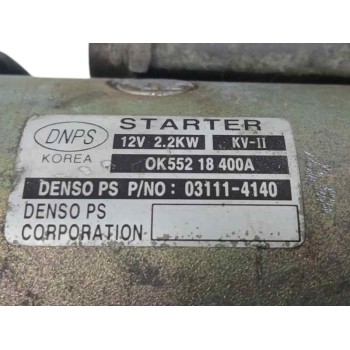 DNPS
KOREA
STARTER
12V 2.2KW KV-II
OK552 18 400A
DENSO PS P/NO : 03111-4140
DENSO PS
CORPORATION